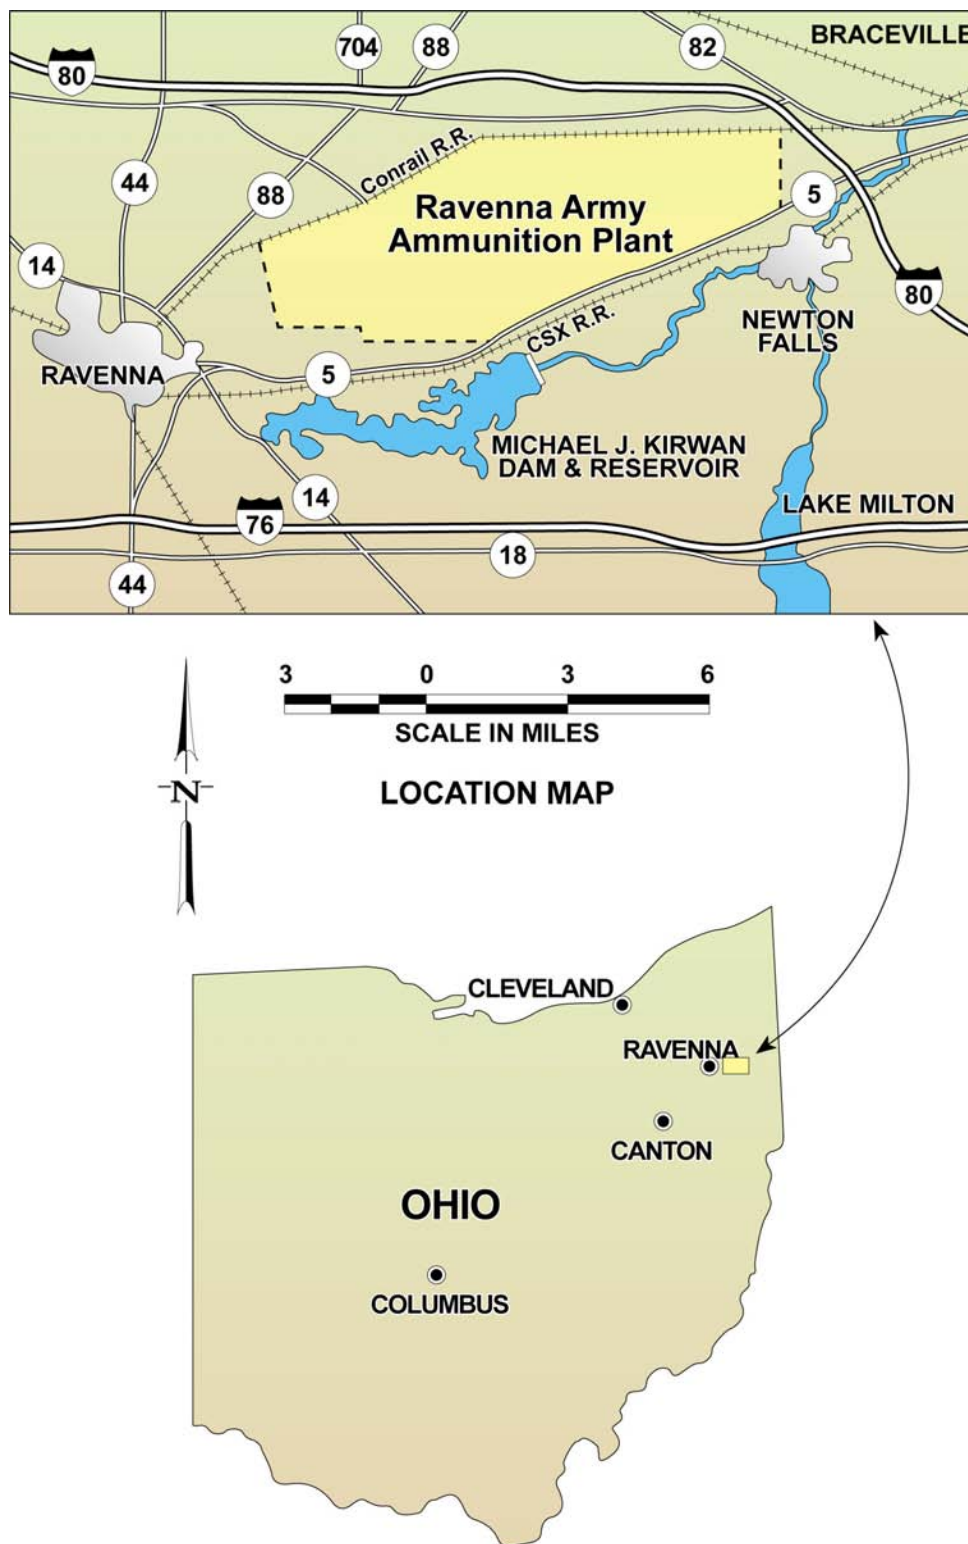 BRACEVILLE
80
704
88
82
Conrail R.R.
44
88
Ravenna Army
Ammunition Plant
5
14
80
NEWTON
FALLS
CSX R.R.
RAVENNA
5
MICHAEL J. KIRWAN
DAM & RESERVOIR
14
LAKE MILTON
76
18
44
3 0 3 6
SCALE IN MILES
N
LOCATION MAP
CLEVELAND
RAVENNA
CANTON
OHIO
COLUMBUS